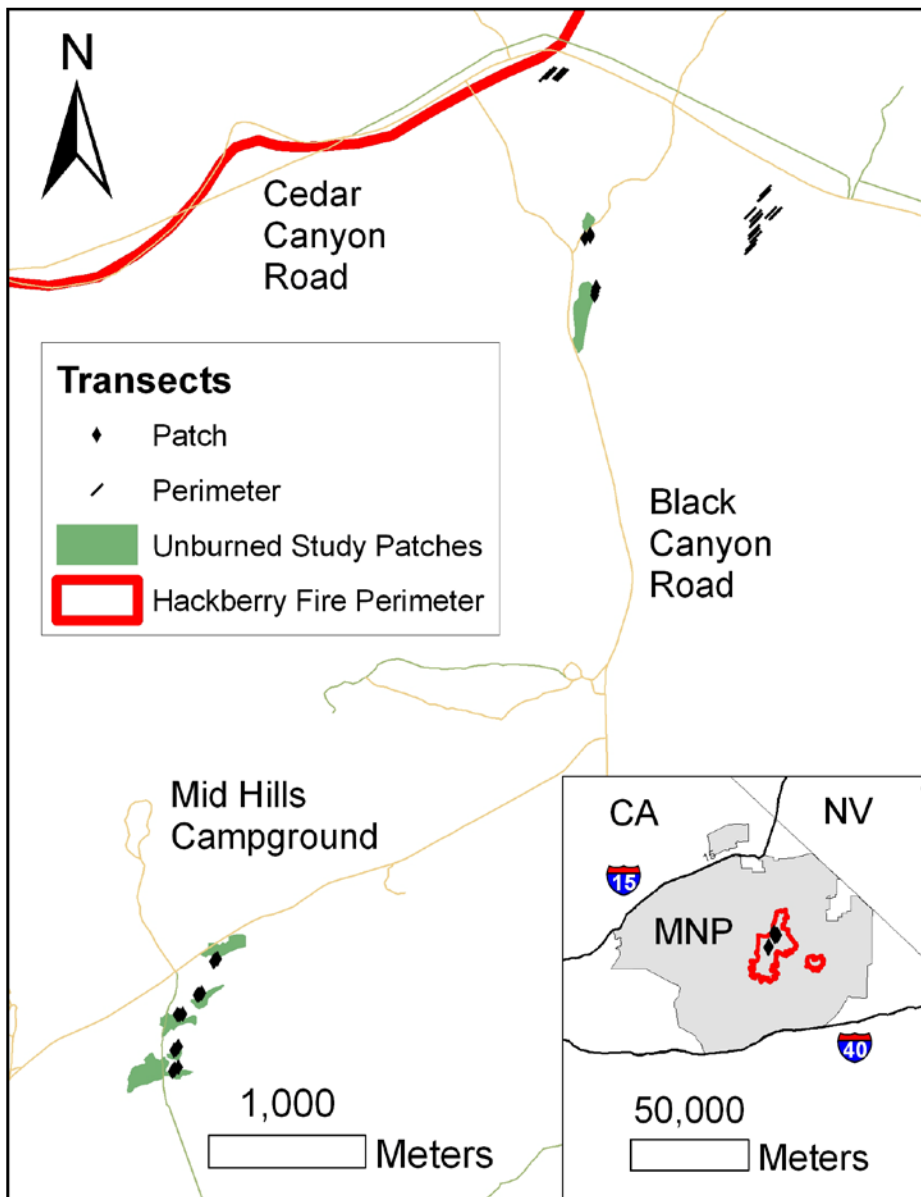 N
Cedar
Canyon
Road
Transects
Patch
Perimeter
Unburned Study Patches
Hackberry Fire Perimeter
Black
Canyon
Road
Mid Hills
Campground
1,000
Meters
CA
NV
15
15
MNP
40
50,000
Meters